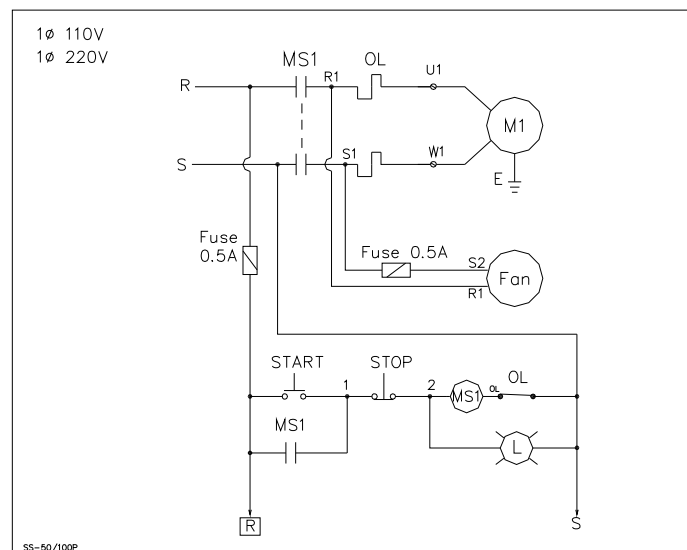 1ø 110V
1ø 220V
MS1
R1
OL
U1
R
M1
S
S1
W1
E
Fuse
0.5A
Fuse 0.5A
S2
Fan
R1
START
STOP
1
2
MS1
OL
OL
MS1
L
R
S
SS-50/100P